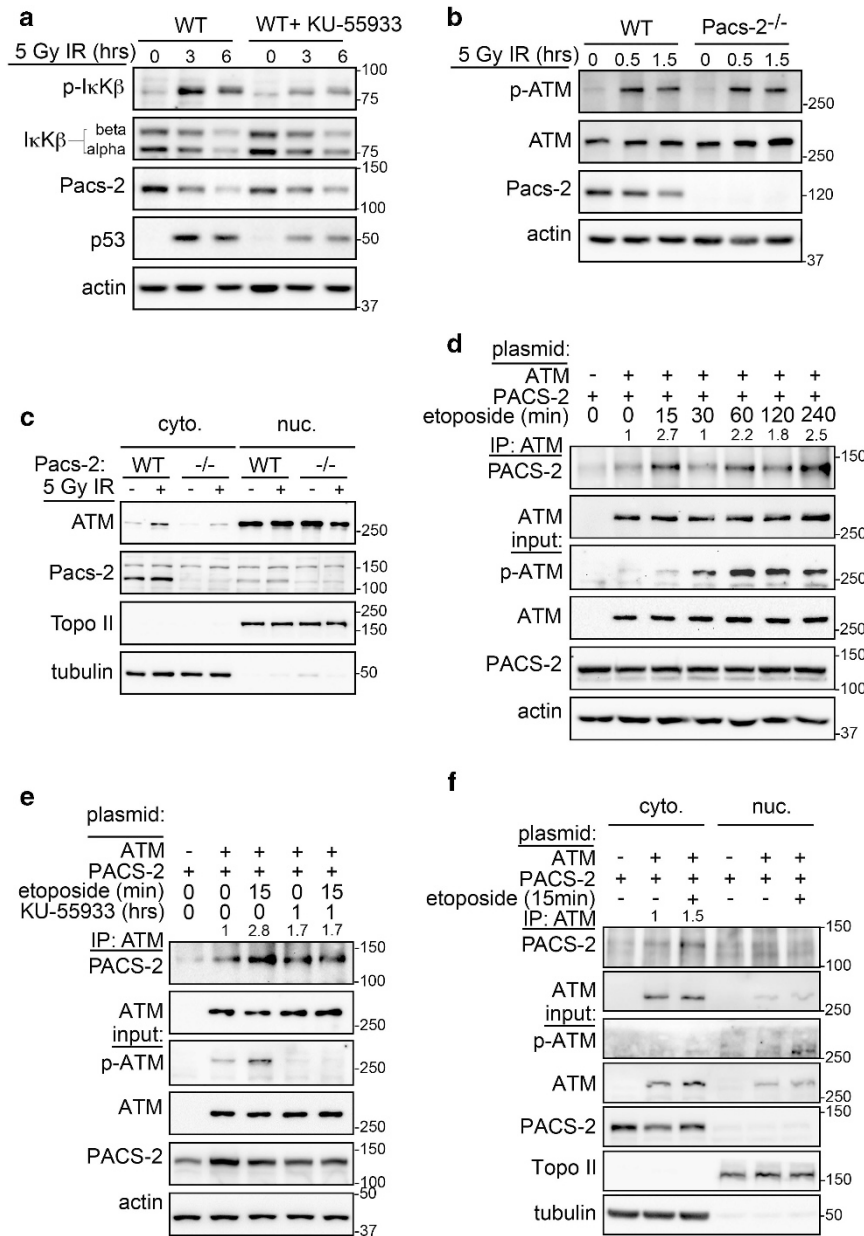 a
WT WT+ KU-55933
5 Gy IR (hrs) 0 3 6 0 3 6
p-IκKβ
-100
75-
IκKβ
beta
alpha
-75
Pacs-2
-150
100-
p53
-50
actin
-37
b
WT Pacs-2-/-
5 Gy IR (hrs) 0 0.5 1.5 0 0.5 1.5
p-ATM
250-
ATM
250-
Pacs-2
-120
actin
37
c
cyto. nuc.
Pacs-2: WT -/- WT -/-
5 Gy IR - + - + - + - +
ATM
250-
Pacs-2
150-
100-
Topo II
-250
150-
tubulin
-50
d
plasmid:
ATM - + + + + + +
PACS-2 + + + + + + +
etoposide (min) 0 0 15 30 60 120 240
IP: ATM 1 2.7 1 2.2 1.8 2.5
PACS-2
-150
ATM
250-
input:
p-ATM
250-
ATM
250-
PACS-2
-150
100-
actin
-37
e
plasmid:
ATM - + + + +
PACS-2 + + + + +
etoposide (min) 0 0 15 0 15
KU-55933 (hrs) 0 0 0 1 1
IP: ATM 1 2.8 1.7 1.7
PACS-2
-150
100-
ATM
250-
input:
p-ATM
250-
ATM
250-
PACS-2
-150
100-
actin
50
37
f
cyto. nuc.
plasmid:
ATM - + + - + +
PACS-2 + + + + + +
etoposide (15min) - - + - - +
IP: ATM 1 1.5
PACS-2
-150
100-
ATM
250-
input:
p-ATM
250-
ATM
250-
PACS-2
-150
Topo II
150-
tubulin
-50